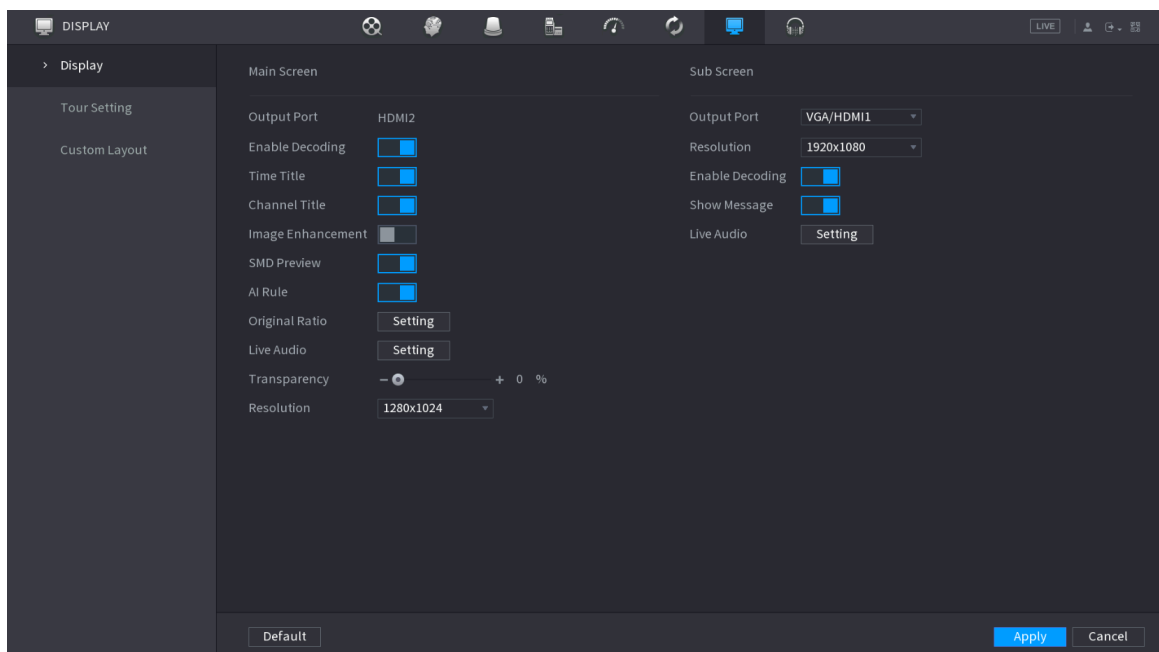 DISPLAY
LIVE
Display
Tour Setting
Custom Layout
Main Screen
Output Port HDMI2
Enable Decoding
Time Title
Channel Title
Image Enhancement
SMD Preview
AI Rule
Original Ratio Setting
Live Audio Setting
Transparency − + 0 %
Resolution 1280x1024
Sub Screen
Output Port VGA/HDMI1
Resolution 1920x1080
Enable Decoding
Show Message
Live Audio Setting
Default
Apply
Cancel